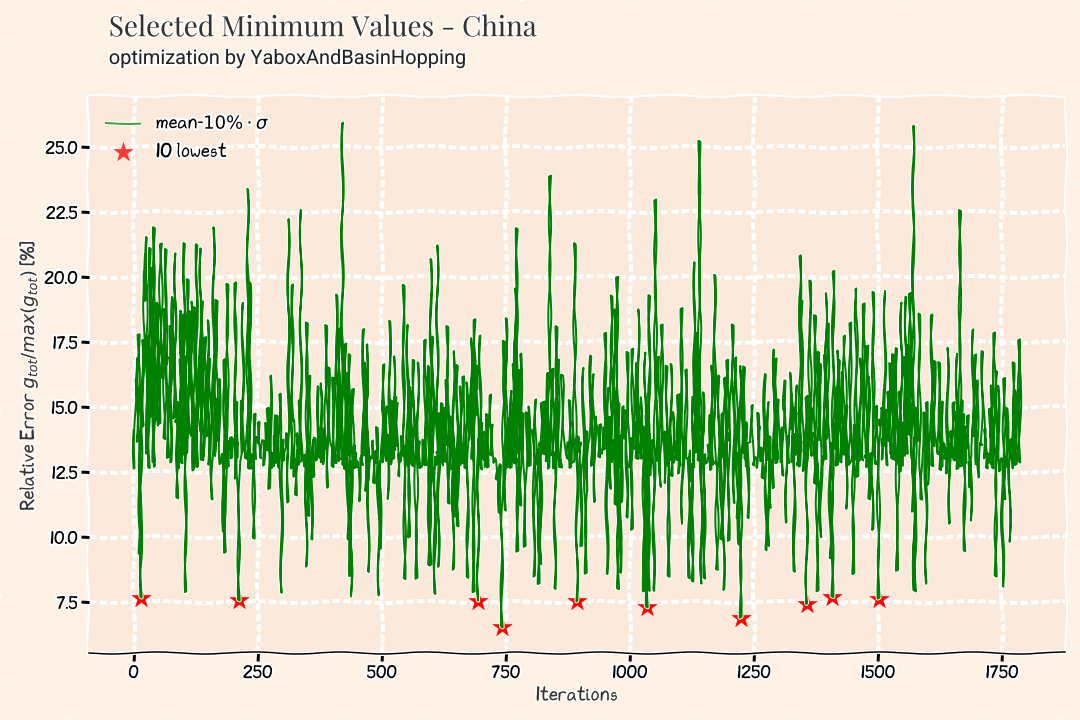 Selected Minimum Values - China
optimization by YaboxAndBasinHopping
mean-10% · σ
10 lowest
25.0
22.5
20.0
17.5
15.0
12.5
10.0
7.5
Relative Error g_tot/max(g_tot) [%]
0 250 500 750 1000 1250 1500 1750
Iterations